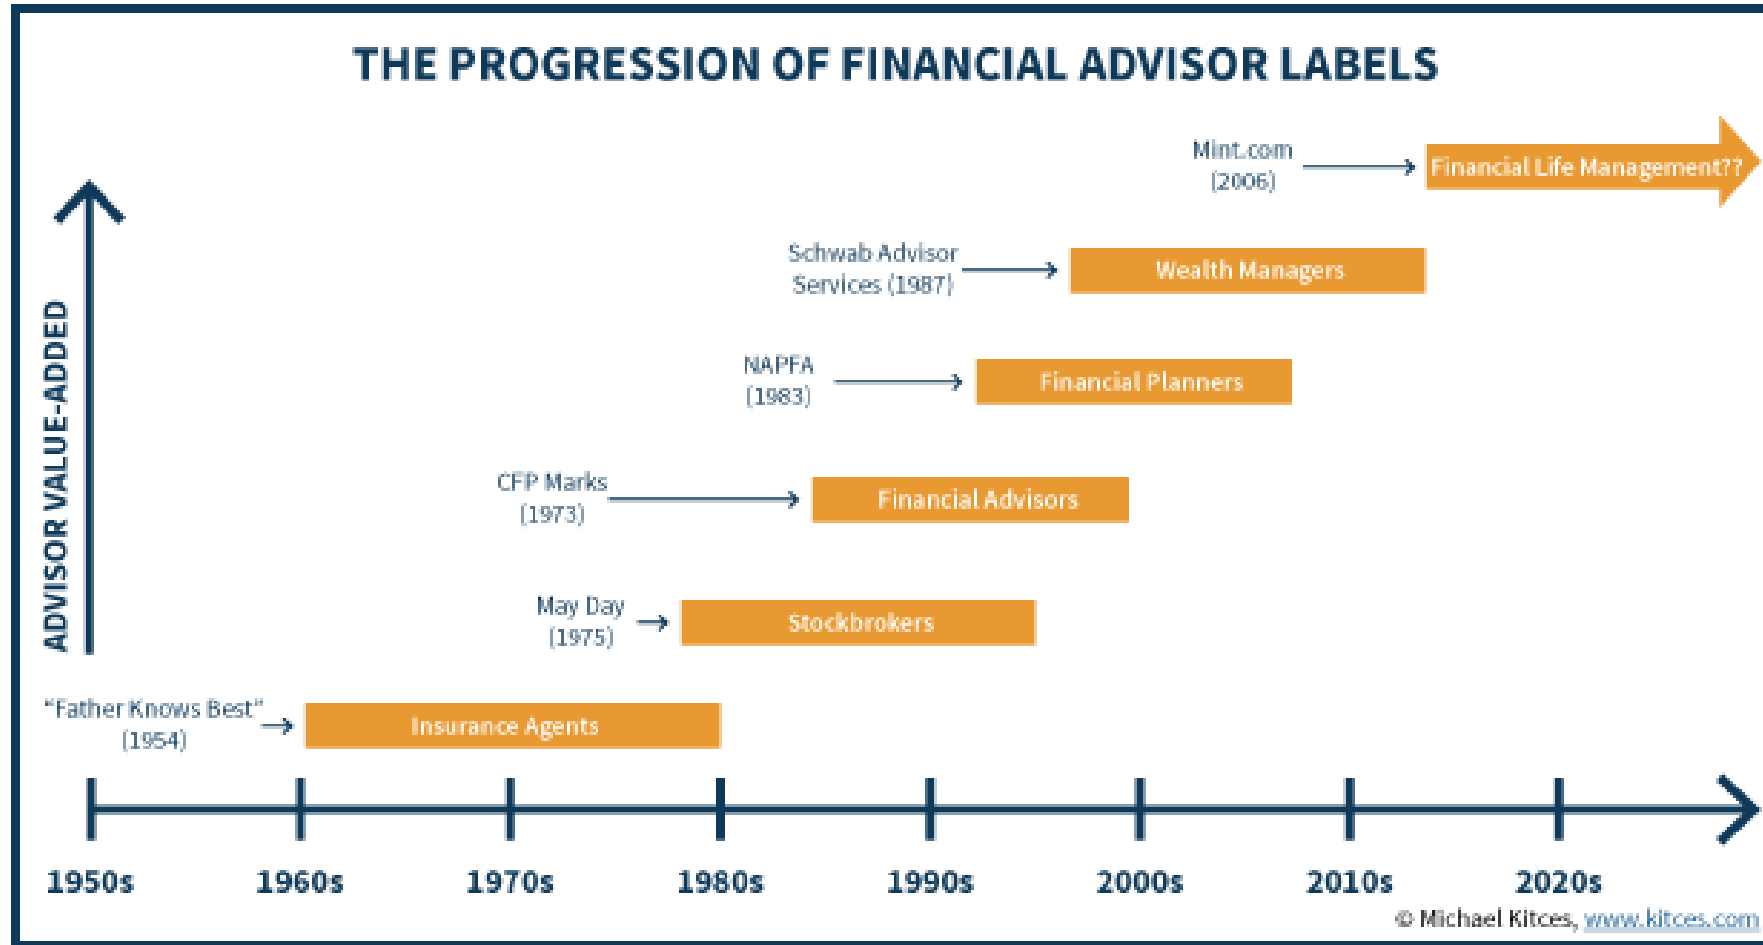 THE PROGRESSION OF FINANCIAL ADVISOR LABELS
Mint.com
(2006)
Financial Life Management??
Schwab Advisor
Services (1987)
Wealth Managers
NAPFA
(1983)
Financial Planners
CFP Marks
(1973)
Financial Advisors
May Day
(1975)
Stockbrokers
“Father Knows Best”
(1954)
Insurance Agents
ADVISOR VALUE-ADDED
1950s 1960s 1970s 1980s 1990s 2000s 2010s 2020s
© Michael Kitces, www.kitces.com